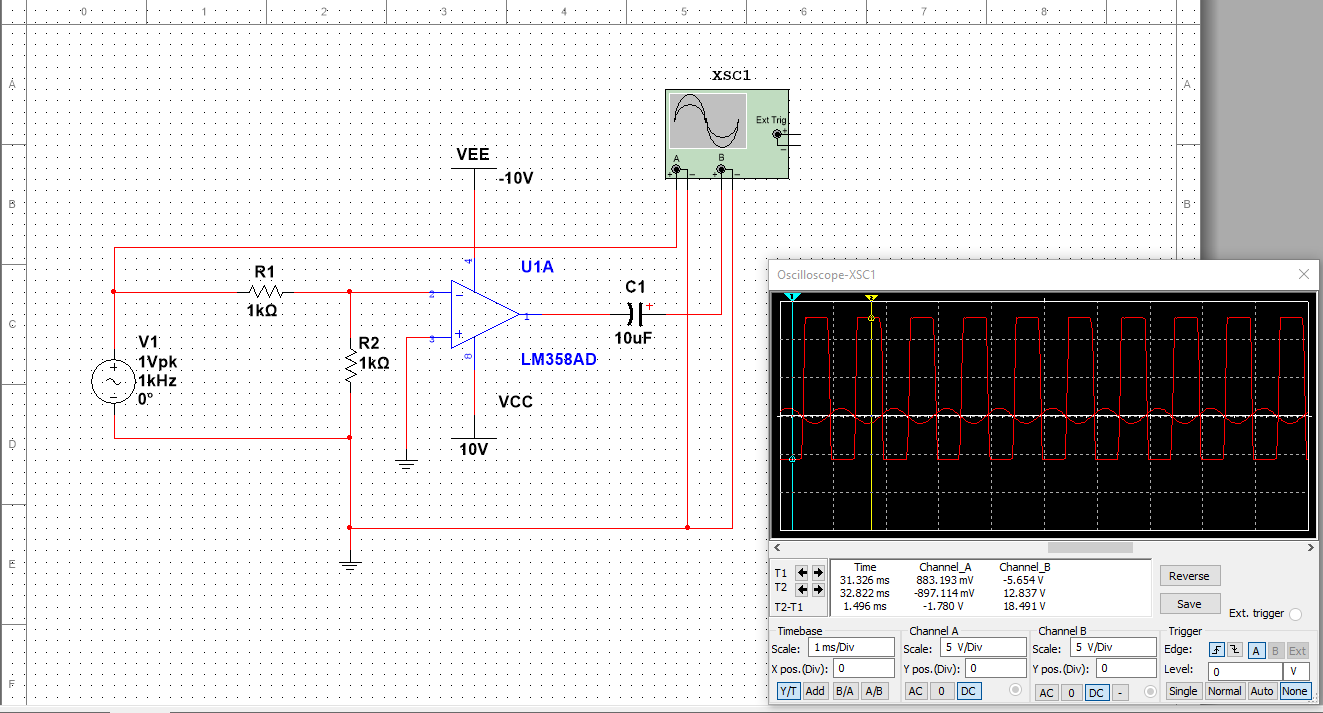 0 1 2 3 4 5 6 7 8
XSC1
A A
Ext Trig
+
A B
+ − + − −
VEE
-10V
B B
4
U1A
R1
C1
2 −
1kΩ
+
1
C C
3 +
10uF
V1
R2
8
LM358AD
1Vpk
1kΩ
1kHz
0°
VCC
D
10V
E
F
Oscilloscope-XSC1
1 2
Time Channel_A Channel_B
T1 31.326 ms 883.193 mV -5.654 V
T2 32.822 ms -897.114 mV 12.837 V
T2-T1 1.496 ms -1.780 V 18.491 V
Reverse
Save
Ext. trigger
Timebase Channel A Channel B Trigger
Scale: 1 ms/Div Scale: 5 V/Div Scale: 5 V/Div Edge: A B Ext
X pos.(Div): 0 Y pos.(Div): 0 Y pos.(Div): 0 Level: 0 V
Y/T Add B/A A/B AC 0 DC AC 0 DC - Single Normal Auto None